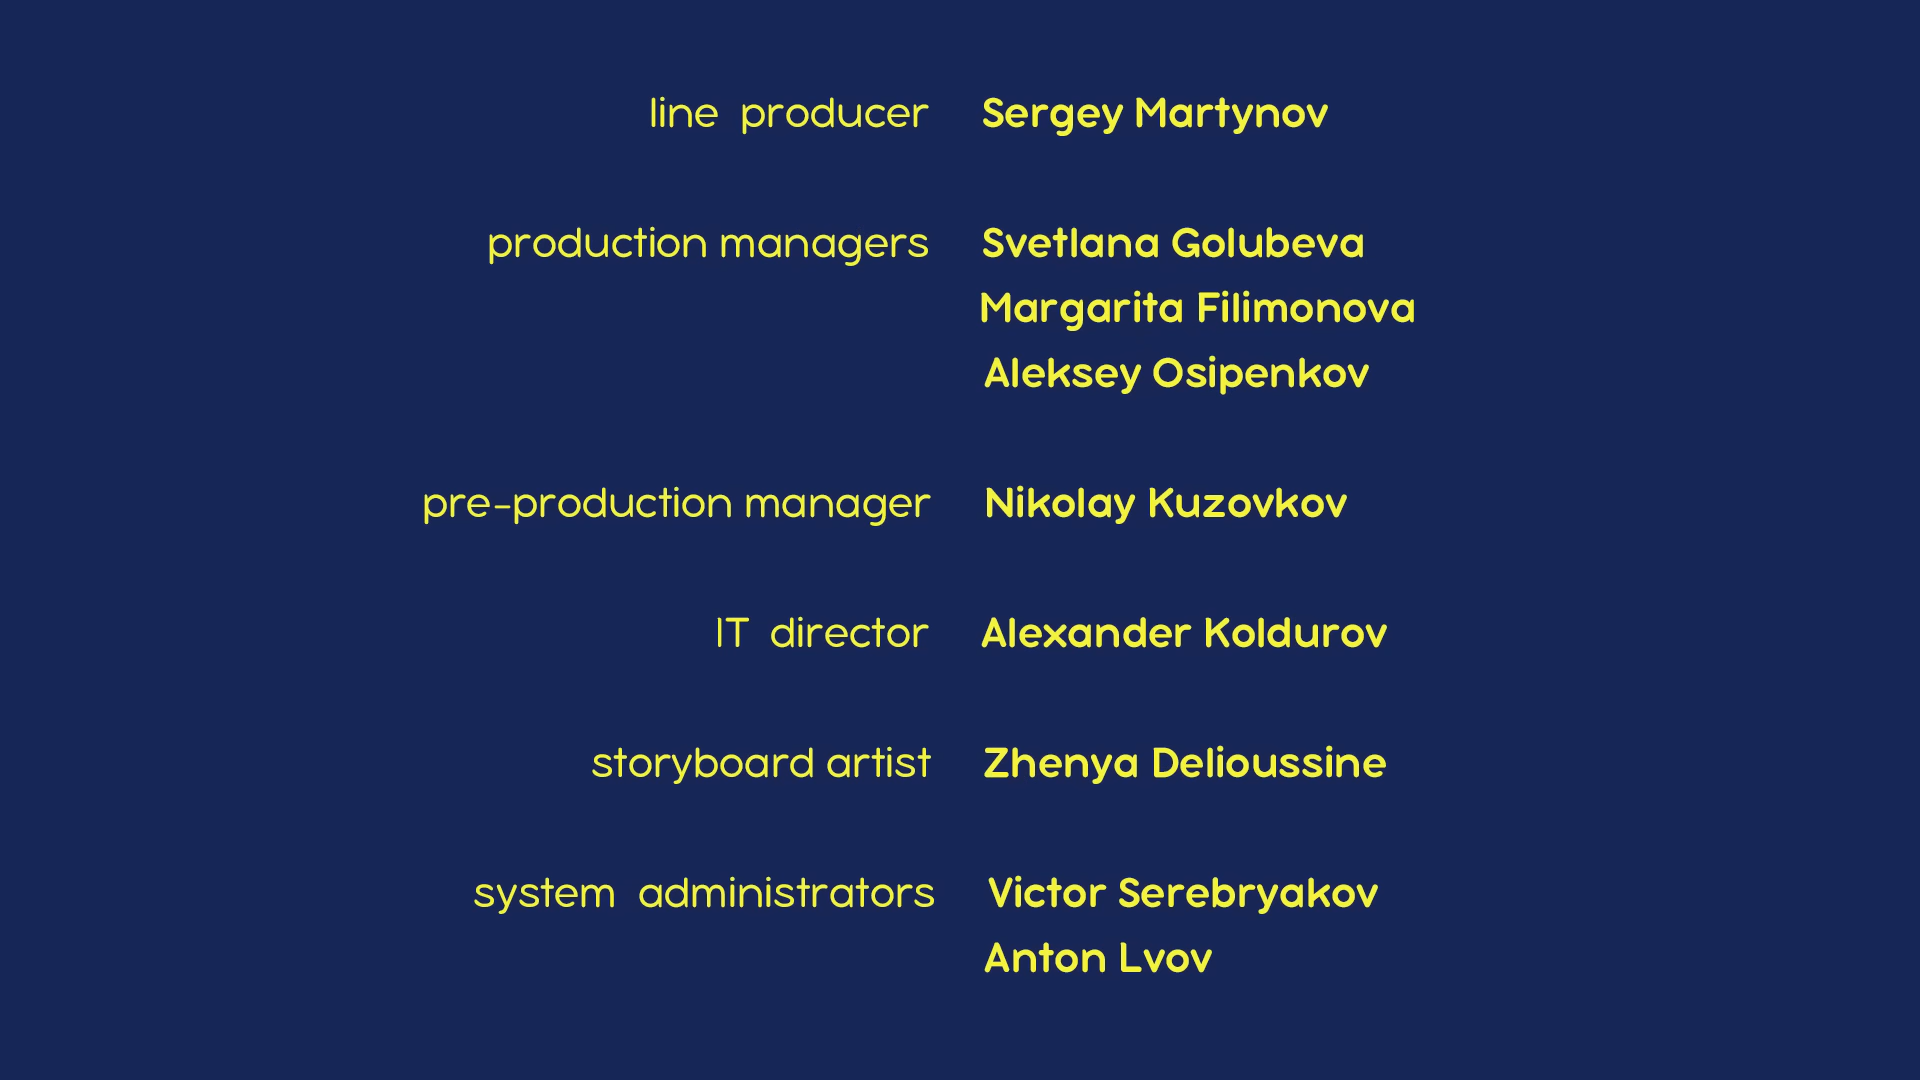 line producer Sergey Martynov
production managers Svetlana Golubeva
Margarita Filimonova
Aleksey Osipenkov
pre-production manager Nikolay Kuzovkov
IT director Alexander Koldurov
storyboard artist Zhenya Delioussine
system administrators Victor Serebryakov
Anton Lvov